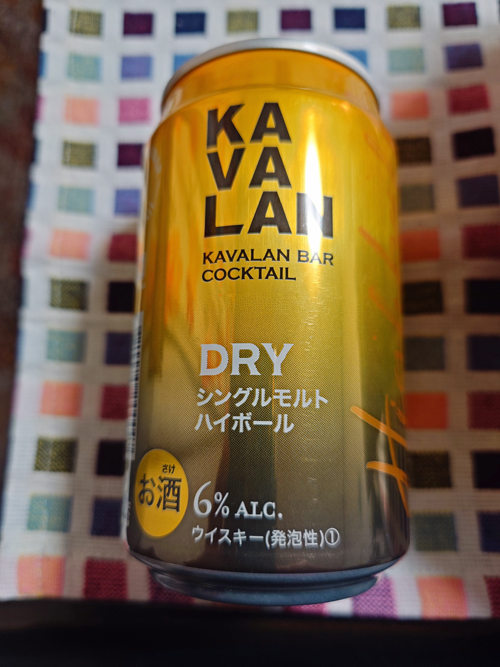 KA
VA
LAN
KAVALAN BAR
COCKTAIL
DRY
シングルモルト
ハイボール
さけ
お酒
6% ALC.
ウイスキー(発泡性)①